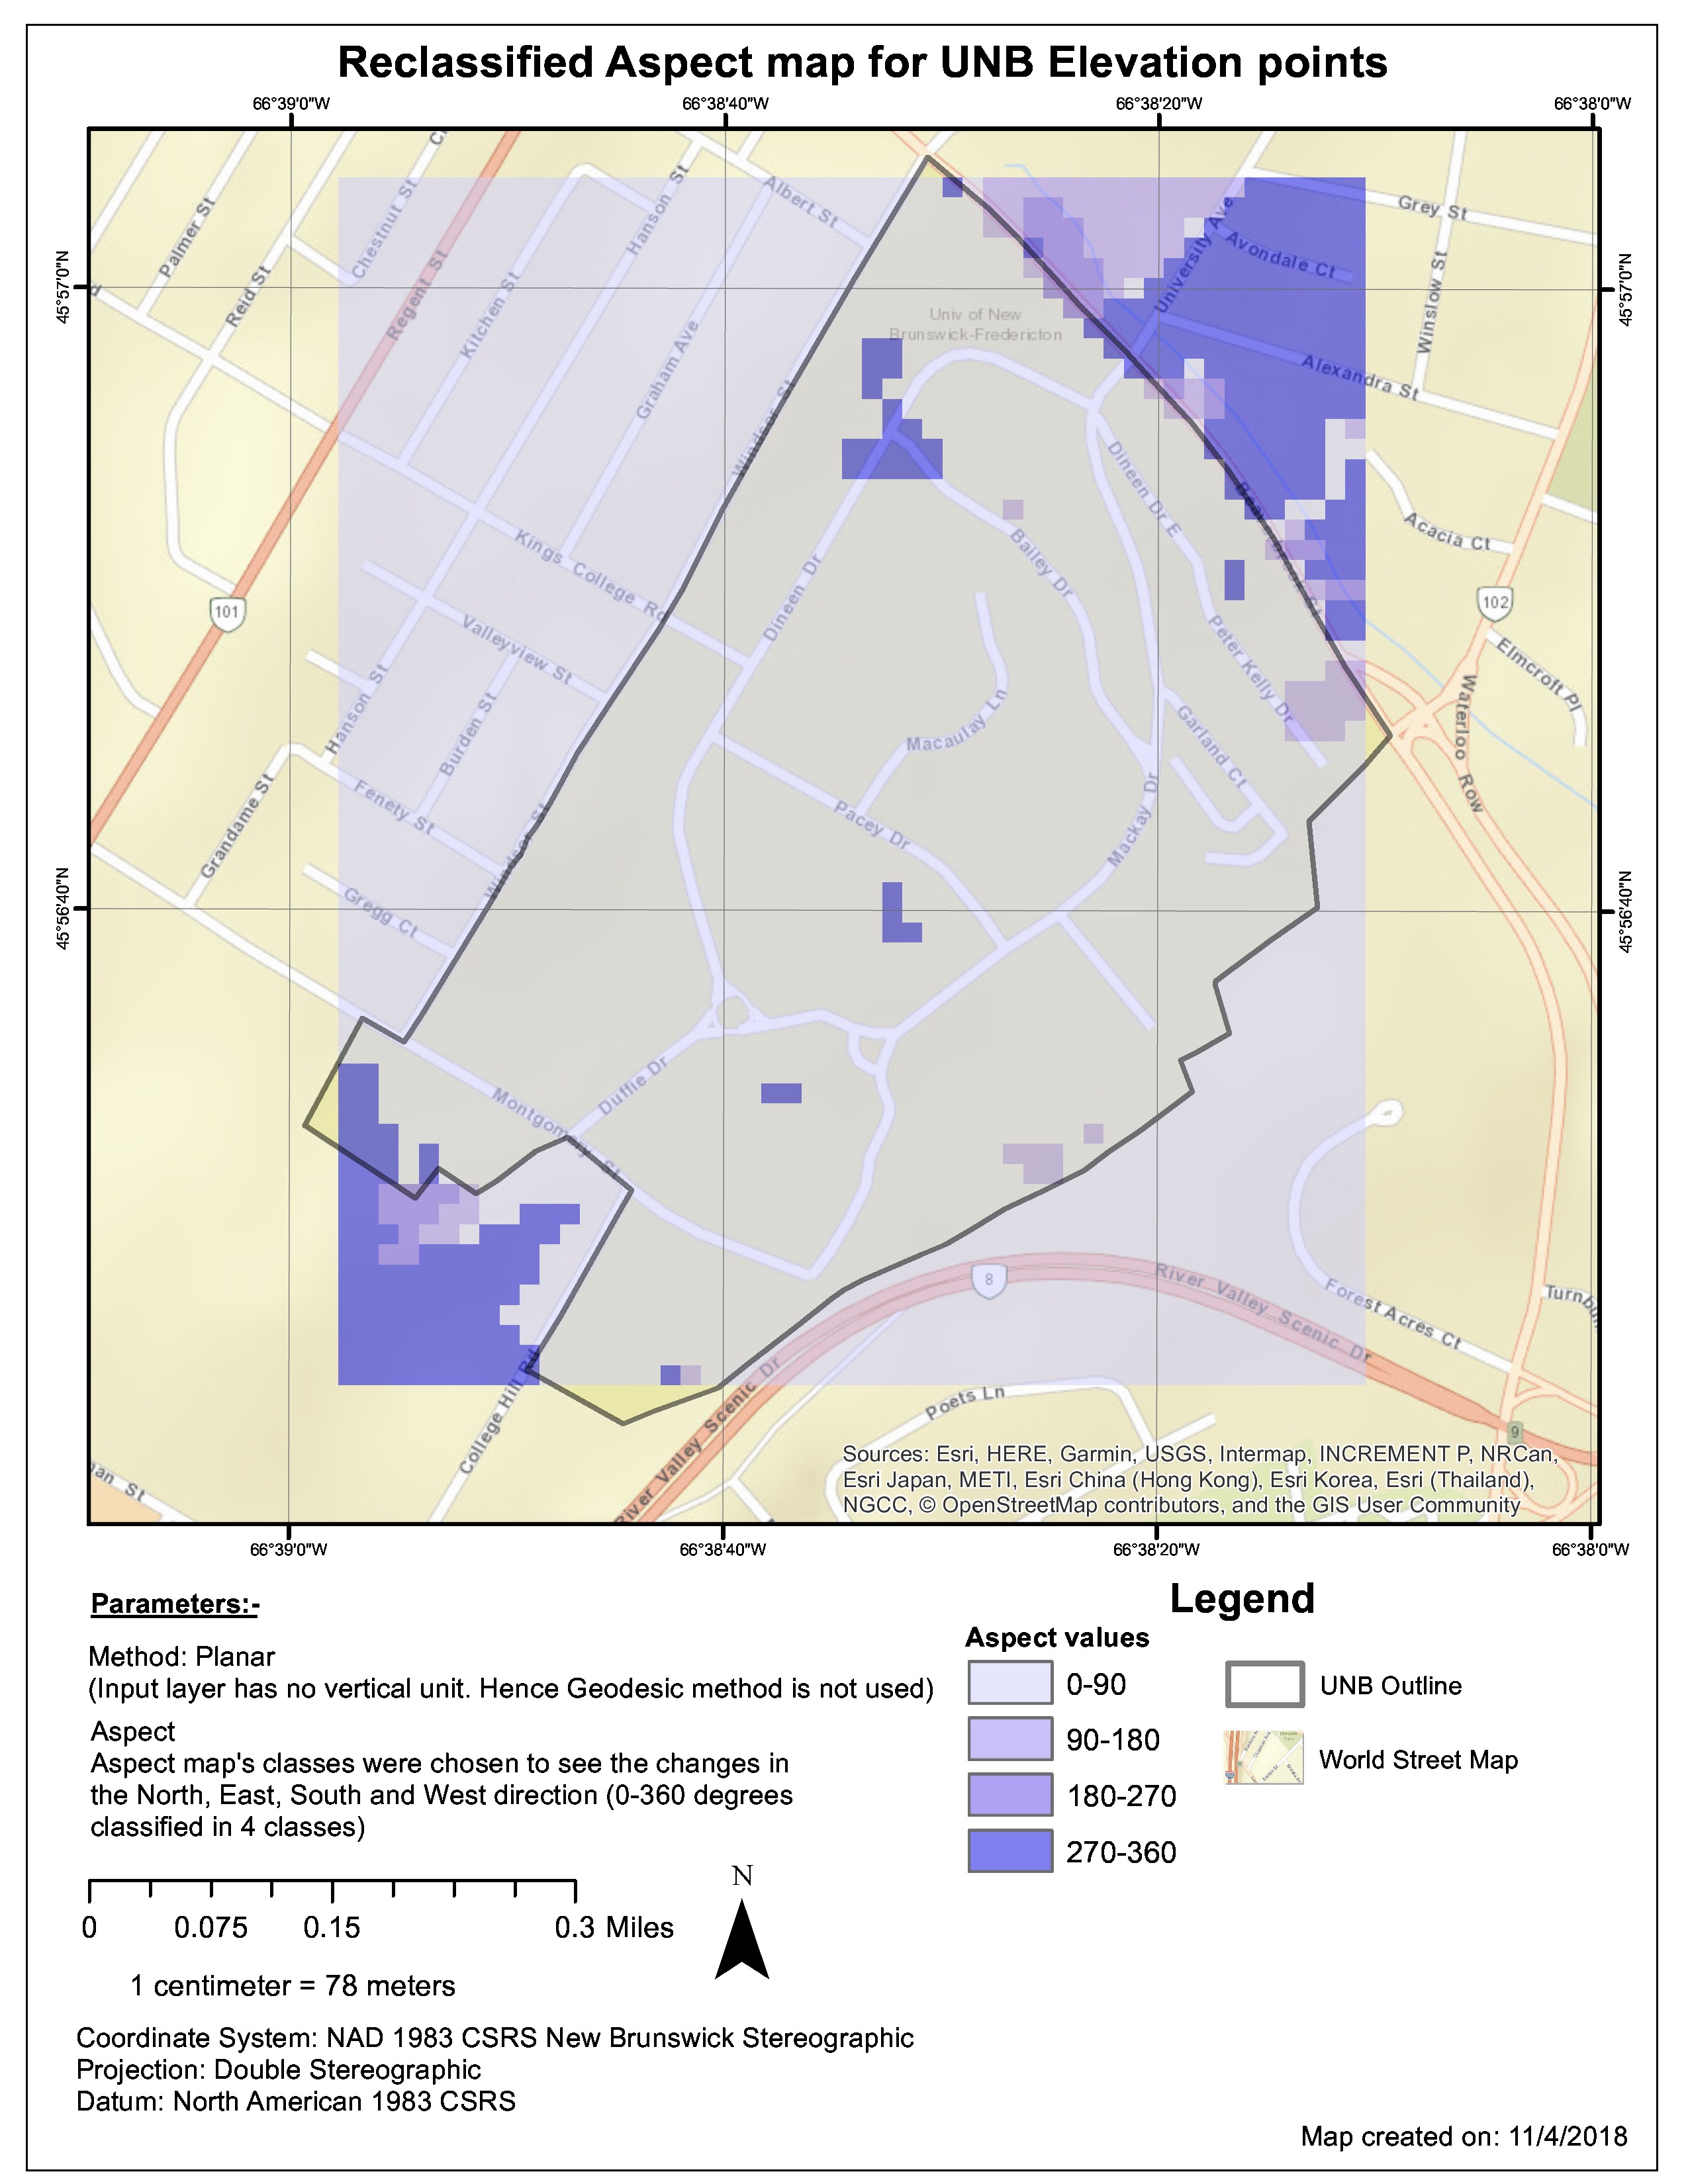 Reclassified Aspect map for UNB Elevation points
66°39'0"W
66°38'40"W
66°38'20"W
66°38'0"W
45°57'0"N
45°57'0"N
45°56'40"N
45°56'40"N
Palmer St
Chestnut St
Reid St
Regent St
Kitchen St
Hanson St
Graham Ave
Albert St
Windsor St
Univ of New
Brunswick-Fredericton
University Ave
Grey St
Avondale Ct
Winslow St
Alexandra St
Acacia Ct
101
102
Kings College Rd
Valleyview St
Hanson St
Burden St
Fenety St
Grandame St
Gregg Ct
Windsor St
Dineen Dr
Dineen Dr E
Bailey Dr
Peter Kelly Dr
Macaulay Ln
Garland Ct
Pacey Dr
Mackay Dr
Elmcroft Pl
Waterloo Row
Duffie Dr
Montgomery St
8
River Valley Scenic Dr
Forest Acres Ct
College Hill Rd
River Valley Scenic Dr
Poets Ln
9
an St
Sources: Esri, HERE, Garmin, USGS, Intermap, INCREMENT P, NRCan,
Esri Japan, METI, Esri China (Hong Kong), Esri Korea, Esri (Thailand),
NGCC, © OpenStreetMap contributors, and the GIS User Community
66°39'0"W
66°38'40"W
66°38'20"W
66°38'0"W
Parameters:-
Method: Planar
(Input layer has no vertical unit. Hence Geodesic method is not used)
Aspect
Aspect map's classes were chosen to see the changes in
the North, East, South and West direction (0-360 degrees
classified in 4 classes)
0 0.075 0.15 0.3 Miles
1 centimeter = 78 meters
N
Legend
Aspect values
0-90
90-180
180-270
270-360
UNB Outline
World Street Map
Coordinate System: NAD 1983 CSRS New Brunswick Stereographic
Projection: Double Stereographic
Datum: North American 1983 CSRS
Map created on: 11/4/2018